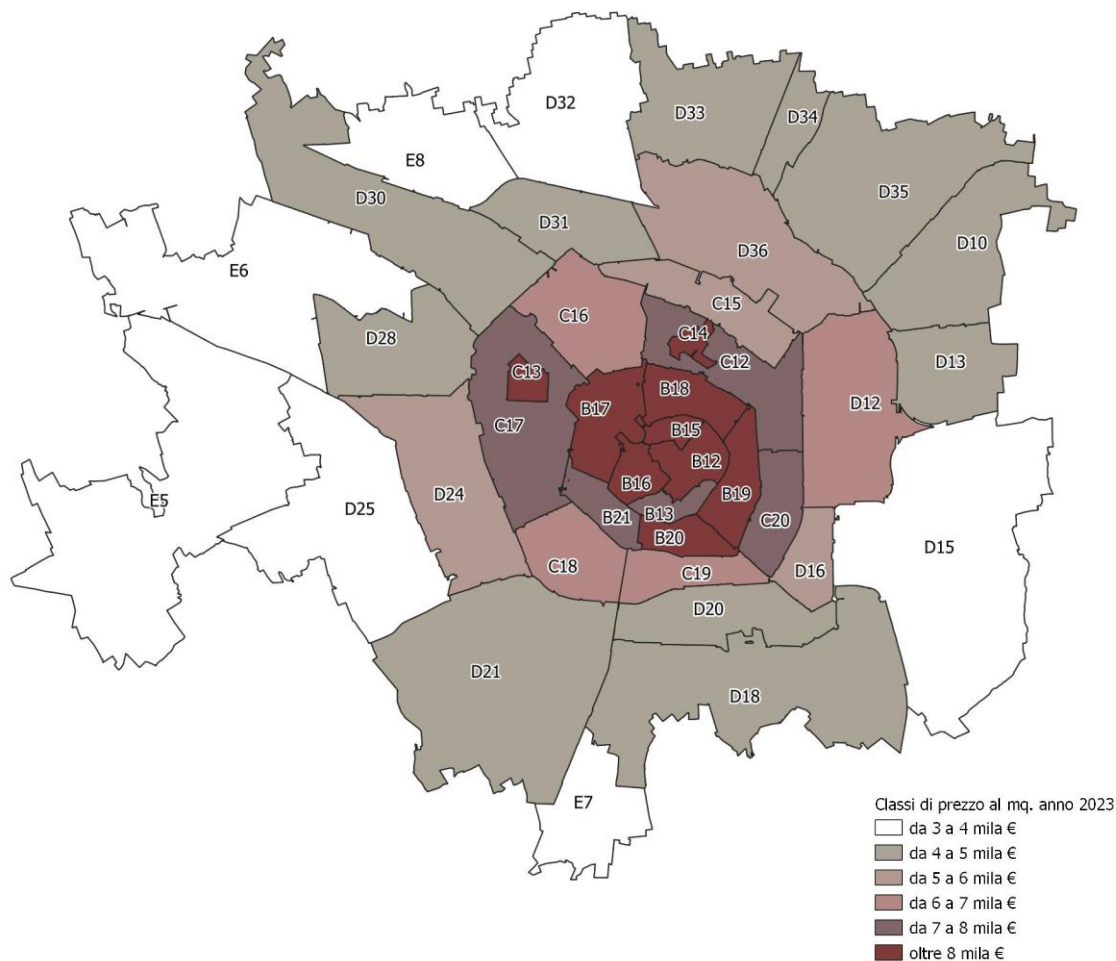 D32
D33
D34
E8
D35
D30
D31
D10
E6
D36
C15
C16
D28
C14
C12
D13
C13
B18
B17
D12
C17
B15
B12
B16
D24
B19
E5
D25
B13
B21
C20
B20
D15
C18
C19
D16
D20
D21
D18
E7
Classi di prezzo al mq. anno 2023
da 3 a 4 mila €
da 4 a 5 mila €
da 5 a 6 mila €
da 6 a 7 mila €
da 7 a 8 mila €
oltre 8 mila €